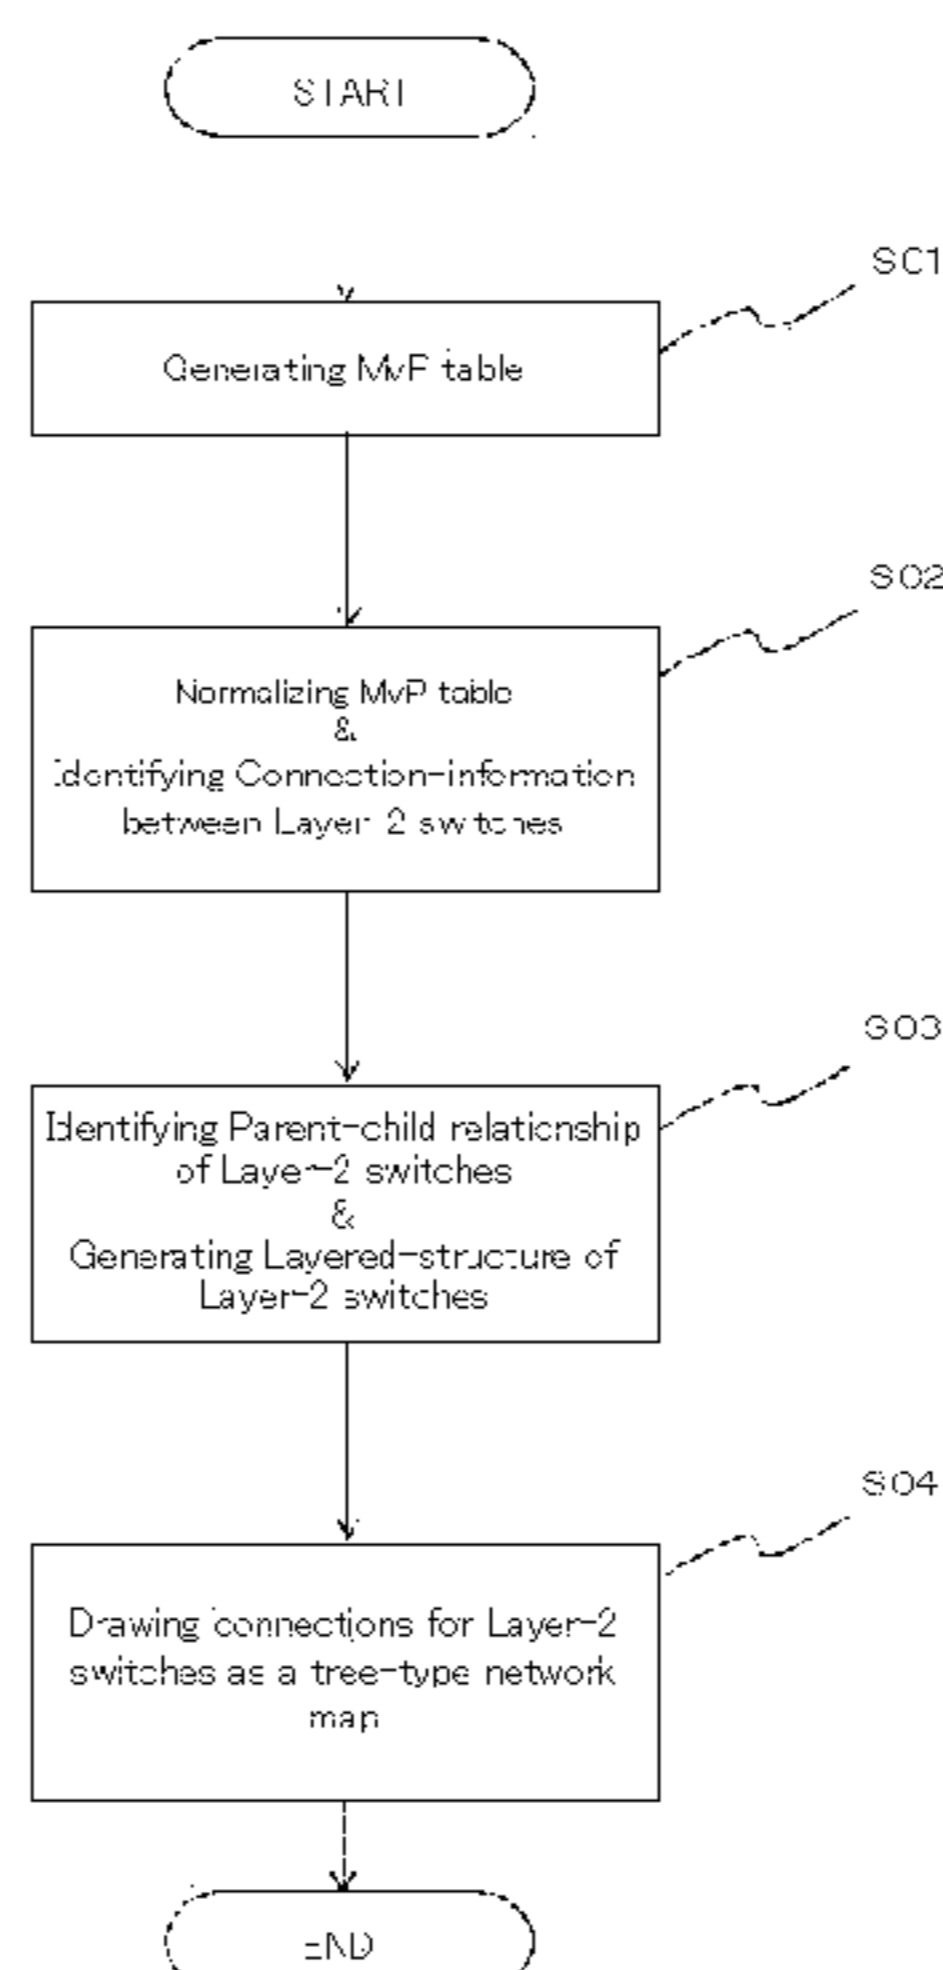 START
S01
Generating MvP table
S02
Normalizing MvP table
&
Identifying Connection-information
between Layer-2 switches
S03
Identifying Parent-child relationship
of Layer-2 switches
&
Generating Layered-structure of
Layer-2 switches
S04
Drawing connections for Layer-2
switches as a tree-type network
map
END